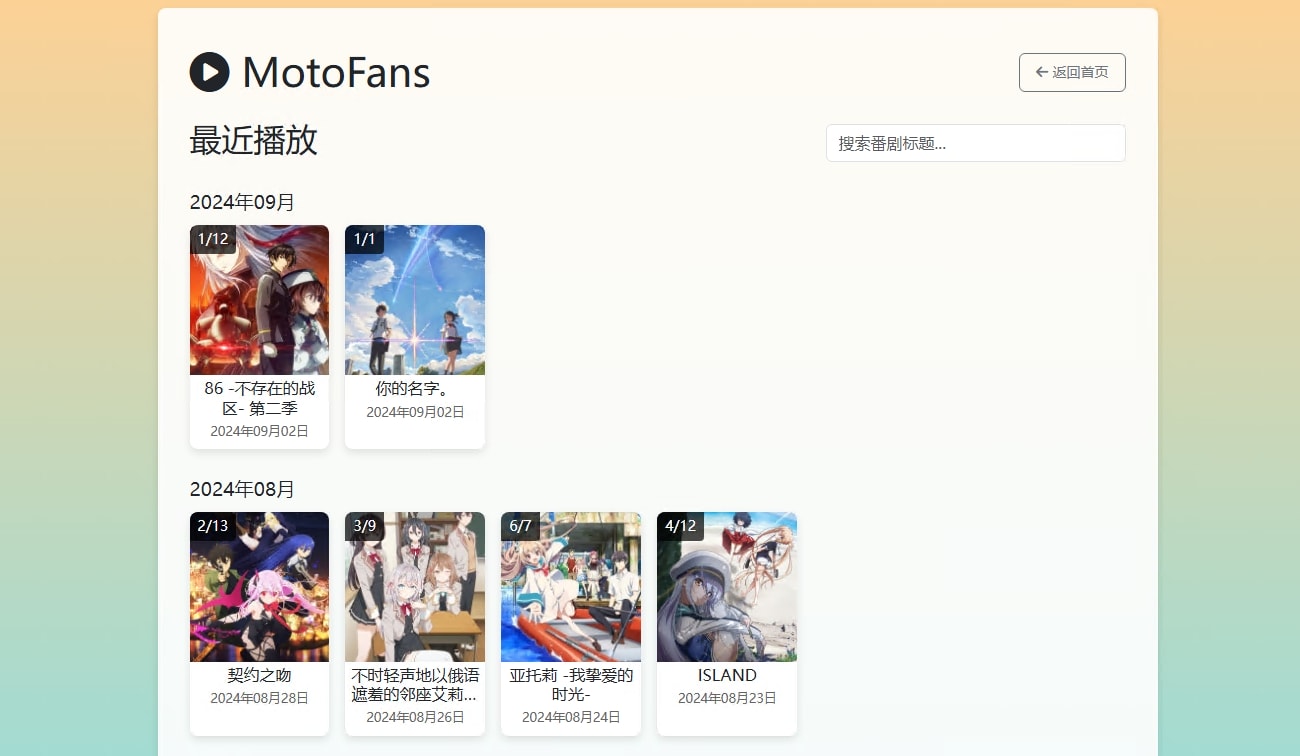 MotoFans
返回首页
最近播放
搜索番剧标题...
2024年09月
1/12
1/1
86 -不存在的战
区- 第二季
2024年09月02日
你的名字。
2024年09月02日
2024年08月
2/13
3/9
6/7
4/12
契约之吻
2024年08月28日
不时轻声地以俄语
遮羞的邻座艾莉...
2024年08月26日
亚托莉 -我挚爱的
时光-
2024年08月24日
ISLAND
2024年08月23日